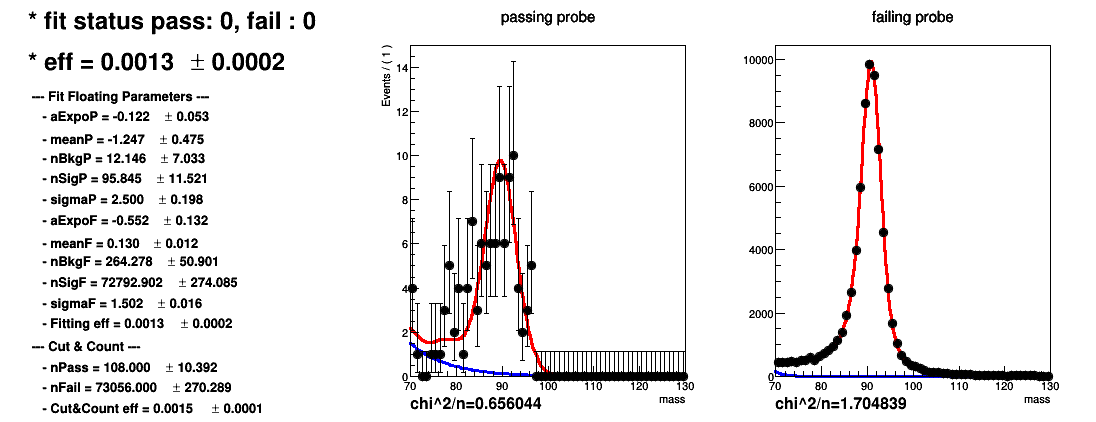 * fit status pass: 0, fail : 0
* eff = 0.0013 ± 0.0002
--- Fit Floating Parameters ---
- aExpoP = -0.122 ± 0.053
- meanP = -1.247 ± 0.475
- nBkgP = 12.146 ± 7.033
- nSigP = 95.845 ± 11.521
- sigmaP = 2.500 ± 0.198
- aExpoF = -0.552 ± 0.132
- meanF = 0.130 ± 0.012
- nBkgF = 264.278 ± 50.901
- nSigF = 72792.902 ± 274.085
- sigmaF = 1.502 ± 0.016
- Fitting eff = 0.0013 ± 0.0002
--- Cut & Count ---
- nPass = 108.000 ± 10.392
- nFail = 73056.000 ± 270.289
- Cut&Count eff = 0.0015 ± 0.0001
passing probe
Events / ( 1 )
14
12
10
8
6
4
2
0
70 80 90 100 110 120 130
mass
chi^2/n=0.656044
failing probe
10000
8000
6000
4000
2000
0
70 80 90 100 110 120 130
mass
chi^2/n=1.704839